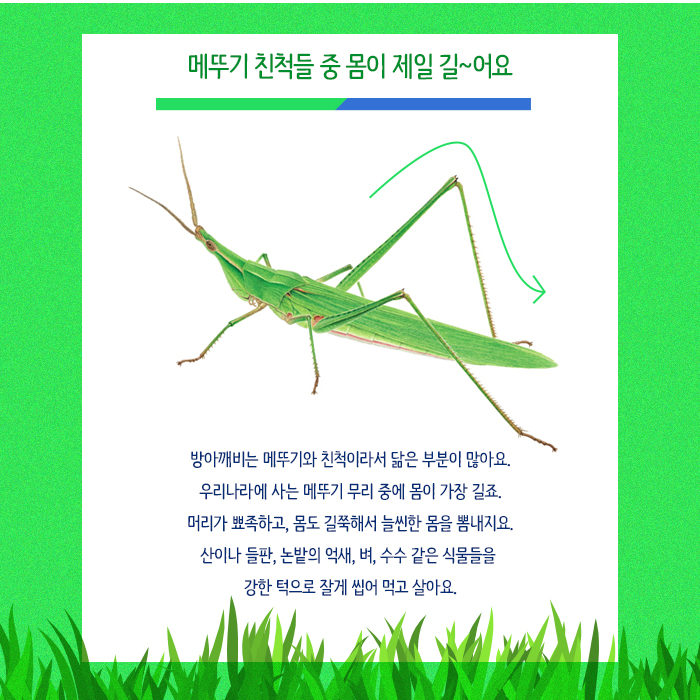 메뚜기 친척들 중 몸이 제일 길~어요
방아깨비는 메뚜기와 친척이라서 닮은 부분이 많아요.
우리나라에 사는 메뚜기 무리 중에 몸이 가장 길죠.
머리가 뾰족하고, 몸도 길쭉해서 늘씬한 몸을 뽐내지요.
산이나 들판, 논밭의 억새, 벼, 수수 같은 식물들을
강한 턱으로 잘게 씹어 먹고 살아요.